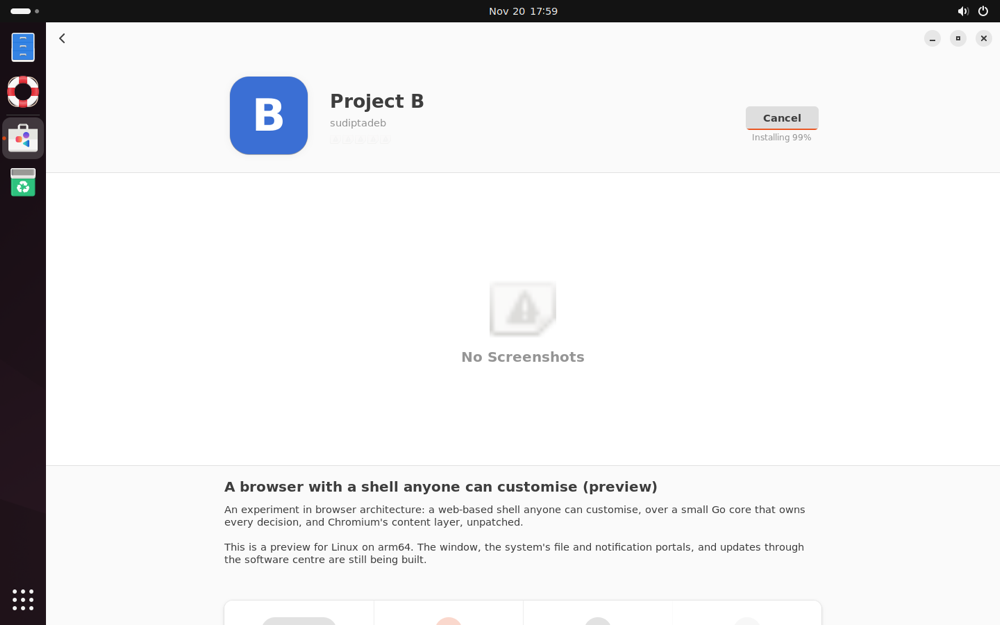 Nov 20 17:59
B
Project B
sudiptadeb
Cancel
Installing 99%
No Screenshots
A browser with a shell anyone can customise (preview)
An experiment in browser architecture: a web-based shell anyone can customise, over a small Go core that owns
every decision, and Chromium's content layer, unpatched.
This is a preview for Linux on arm64. The window, the system's file and notification portals, and updates through
the software centre are still being built.